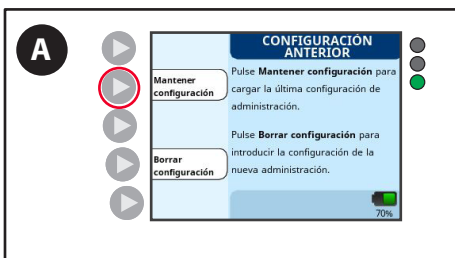 A
CONFIGURACIÓN
ANTERIOR
Mantener
configuración
Pulse Mantener configuración para
cargar la última configuración de
administración.
Pulse Borrar configuración para
introducir la configuración de la
nueva administración.
Borrar
configuración
70%